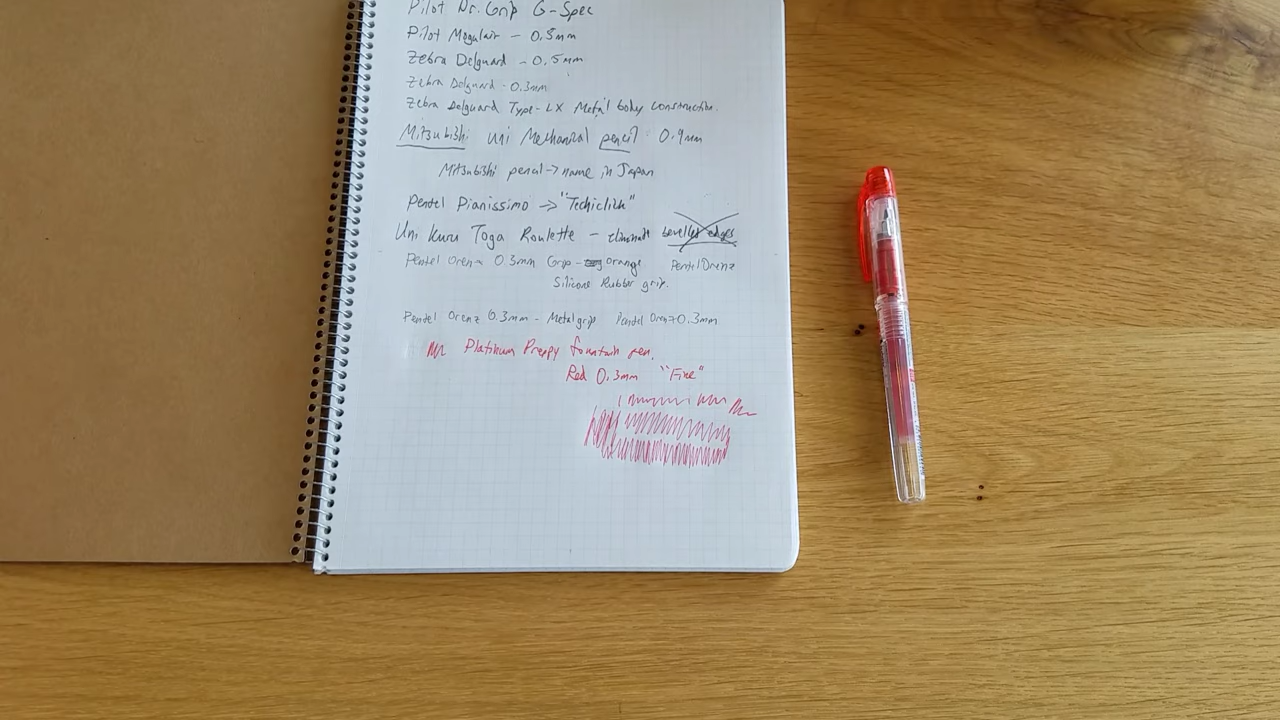 Pilot Dr. Grip G-Spec
Pilot Mogulair - 0.5mm
Zebra Delguard - 0.5mm
Zebra Delguard - 0.3mm
Zebra Delguard Type-LX Metal body construction
Mitsubishi uni Mechanical pencil 0.9mm
Mitsubishi pencil → name in Japan
Pentel Pianissimo → "Techiclick"
Uni Kuru Toga Roulette - eliminate bevelled edges
Pentel Orenz 0.3mm Grip - orange Pentel Orenz
Silicone Rubber grip.
Pentel Orenz 0.3mm - Metal grip Pentel Orenz 0.3mm
Platinum Preppy fountain pen.
Red 0.3mm "Fine"